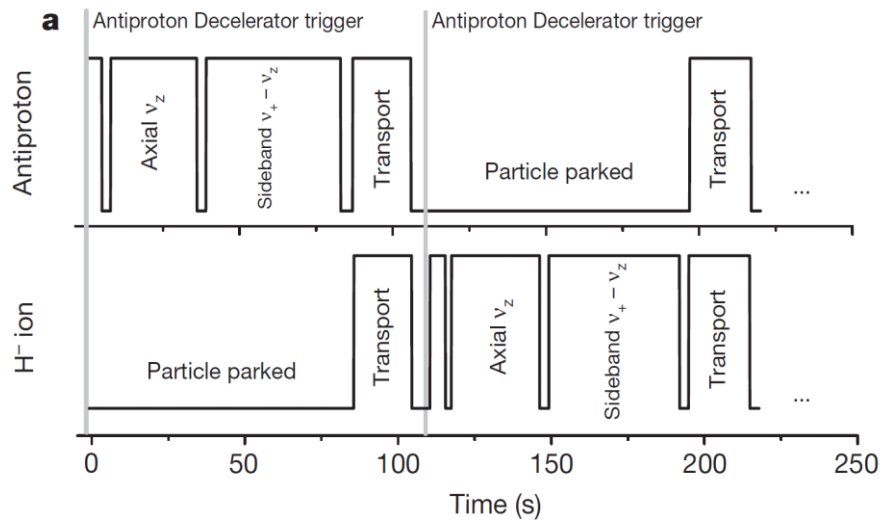 a
Antiproton Decelerator trigger
Antiproton Decelerator trigger
Antiproton
Axial ν_z
Sideband ν_+ – ν_z
Transport
Particle parked
Transport
...
H⁻ ion
Particle parked
Transport
Axial ν_z
Sideband ν_+ – ν_z
Transport
...
0 50 100 150 200 250
Time (s)